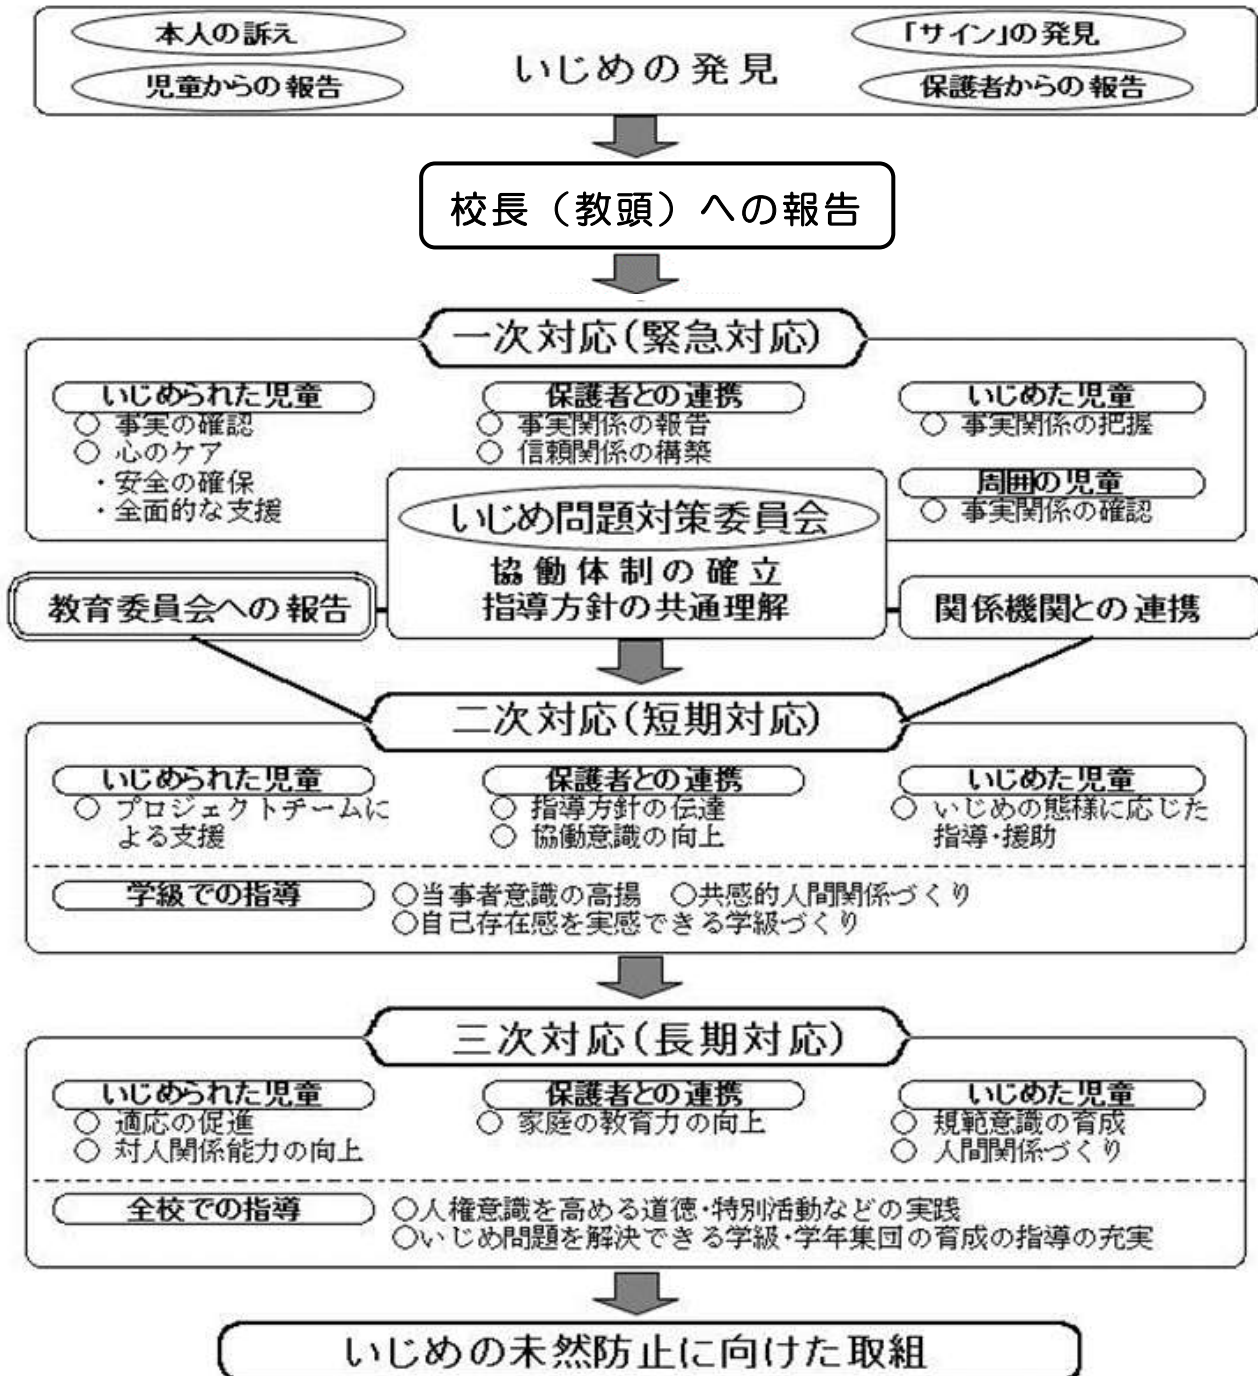 本人の訴え
「サイン」の発見
いじめの発見
児童からの報告
保護者からの報告
校長（教頭）への報告
一次対応(緊急対応)
いじめられた児童
○ 事実の確認
○ 心のケア
・安全の確保
・全面的な支援
保護者との連携
○ 事実関係の報告
○ 信頼関係の構築
いじめた児童
○ 事実関係の把握
周囲の児童
○ 事実関係の確認
いじめ問題対策委員会
協働体制の確立
指導方針の共通理解
教育委員会への報告
関係機関との連携
二次対応(短期対応)
いじめられた児童
○ プロジェクトチームに
よる支援
保護者との連携
○ 指導方針の伝達
○ 協働意識の向上
いじめた児童
○ いじめの態様に応じた
指導・援助
学級での指導
○当事者意識の高揚 ○共感的人間関係づくり
○自己存在感を実感できる学級づくり
三次対応(長期対応)
いじめられた児童
○ 適応の促進
○ 対人関係能力の向上
保護者との連携
○ 家庭の教育力の向上
いじめた児童
○ 規範意識の育成
○ 人間関係づくり
全校での指導
○人権意識を高める道徳・特別活動などの実践
○いじめ問題を解決できる学級・学年集団の育成の指導の充実
いじめの未然防止に向けた取組